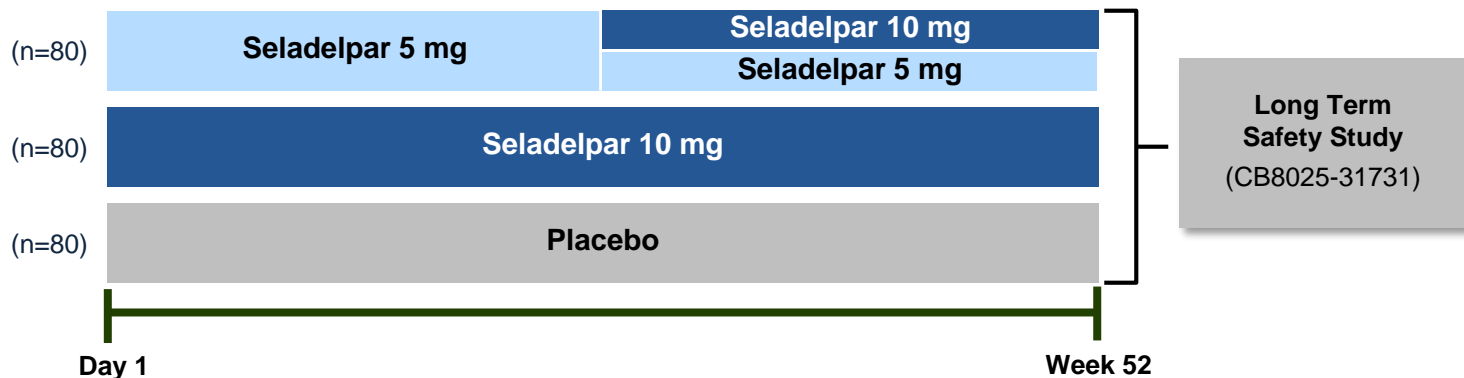 (n=80)
Seladelpar 5 mg
Seladelpar 10 mg
Seladelpar 5 mg
(n=80)
Seladelpar 10 mg
(n=80)
Placebo
Day 1
Week 52
Long Term
Safety Study
(CB8025-31731)